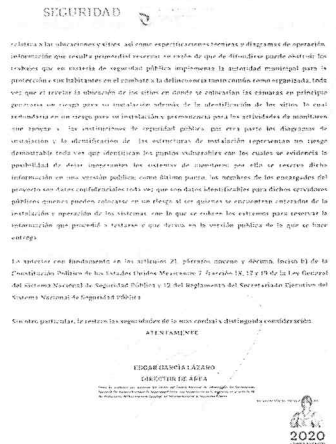 SEGURIDAD
relativa a las ubicaciones y sitios, así como especificaciones técnicas y diagramas de operación,
información que resulta primordial reservar en razón de que de difundirse puede obstruir los
trabajos que en materia de seguridad pública implementa la autoridad municipal para la
protección a sus habitantes en el combate a la delincuencia tanto común como organizada, toda
vez que el revelar la ubicación de los sitios en donde se colocarían las cámaras en principio
generaría un riesgo para su instalación además de la identificación de los sitios, lo cual
redundaría en un riesgo para su instalación y permanencia para las actividades de monitoreo
que las instituciones de seguridad pública, por otra parte los diagramas de
instalación y la identificación de las estructuras de instalación representan un riesgo
demostrable toda vez que identifican los puntos vulnerables con los cuales se evidencia la
posibilidad de dejar inoperantes los sistemas de por ello se reserva dicha
información en una versión pública; como último punto, los nombres de los encargados del
proyecto son datos confidenciales toda vez que son datos identificables para dichos servidores
públicos quienes pueden colocarse en un riesgo al ser quienes se encuentran enterados de la
instalación y operación de los sistemas, con lo que se cubren los extremos para reservar la
información que procedió a testarse y que deriva en la versión pública de la que se hace
entrega.
Lo anterior con fundamento en los artículos 21, párrafos noveno y décimo, inciso b) de la
Constitución Política de los Estados Unidos Mexicanos 7, fracción 18, 17 y 19 de la Ley General
del Sistema Nacional de Seguridad Pública y 12 del Reglamento del Secretariado Ejecutivo del
Sistema Nacional de Seguridad Pública.
Sin otro particular, le reitero las seguridades de la más cordial y distinguida consideración.
ATENTAMENTE
EDGAR GARCÍA LÁZARO
DIRECTOR DE ÁREA
2020